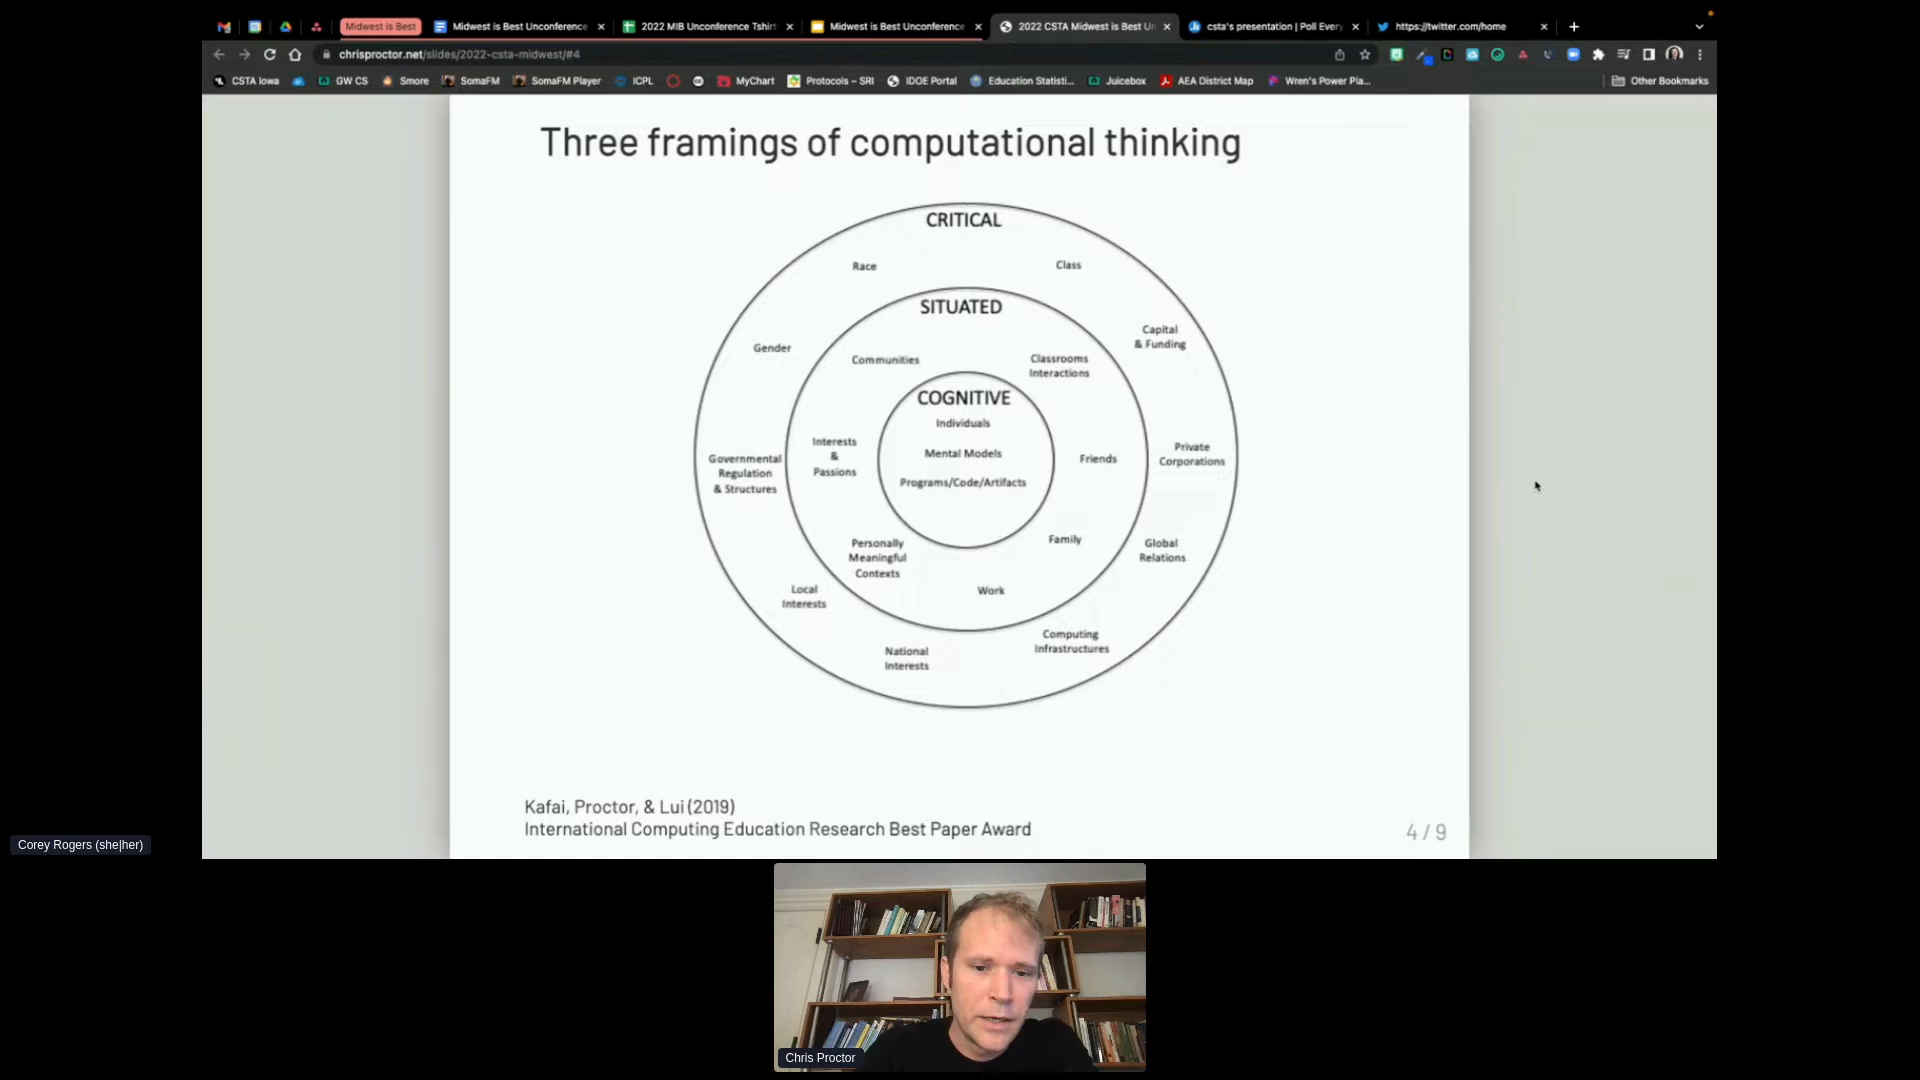 Midwest is Best
Midwest is Best Unconference
2022 MIB Unconference Tshirt
Midwest is Best Unconference
2022 CSTA Midwest is Best Un
csta's presentation | Poll Every
https://twitter.com/home
chrisproctor.net/slides/2022-csta-midwest/#4
CSTA Iowa
GW CS
Smore
SomaFM
SomaFM Player
ICPL
MyChart
Protocols – SRI
IDOE Portal
Education Statisti...
Juicebox
AEA District Map
Wren's Power Pla...
Other Bookmarks
Three framings of computational thinking
CRITICAL
Race
Class
SITUATED
Capital
& Funding
Gender
Communities
Classrooms
Interactions
COGNITIVE
Individuals
Mental Models
Programs/Code/Artifacts
Interests
&
Passions
Friends
Private
Corporations
Governmental
Regulation
& Structures
Personally
Meaningful
Contexts
Family
Global
Relations
Work
Local
Interests
Computing
Infrastructures
National
Interests
Kafai, Proctor, & Lui (2019)
International Computing Education Research Best Paper Award
4 / 9
Corey Rogers (she|her)
Chris Proctor